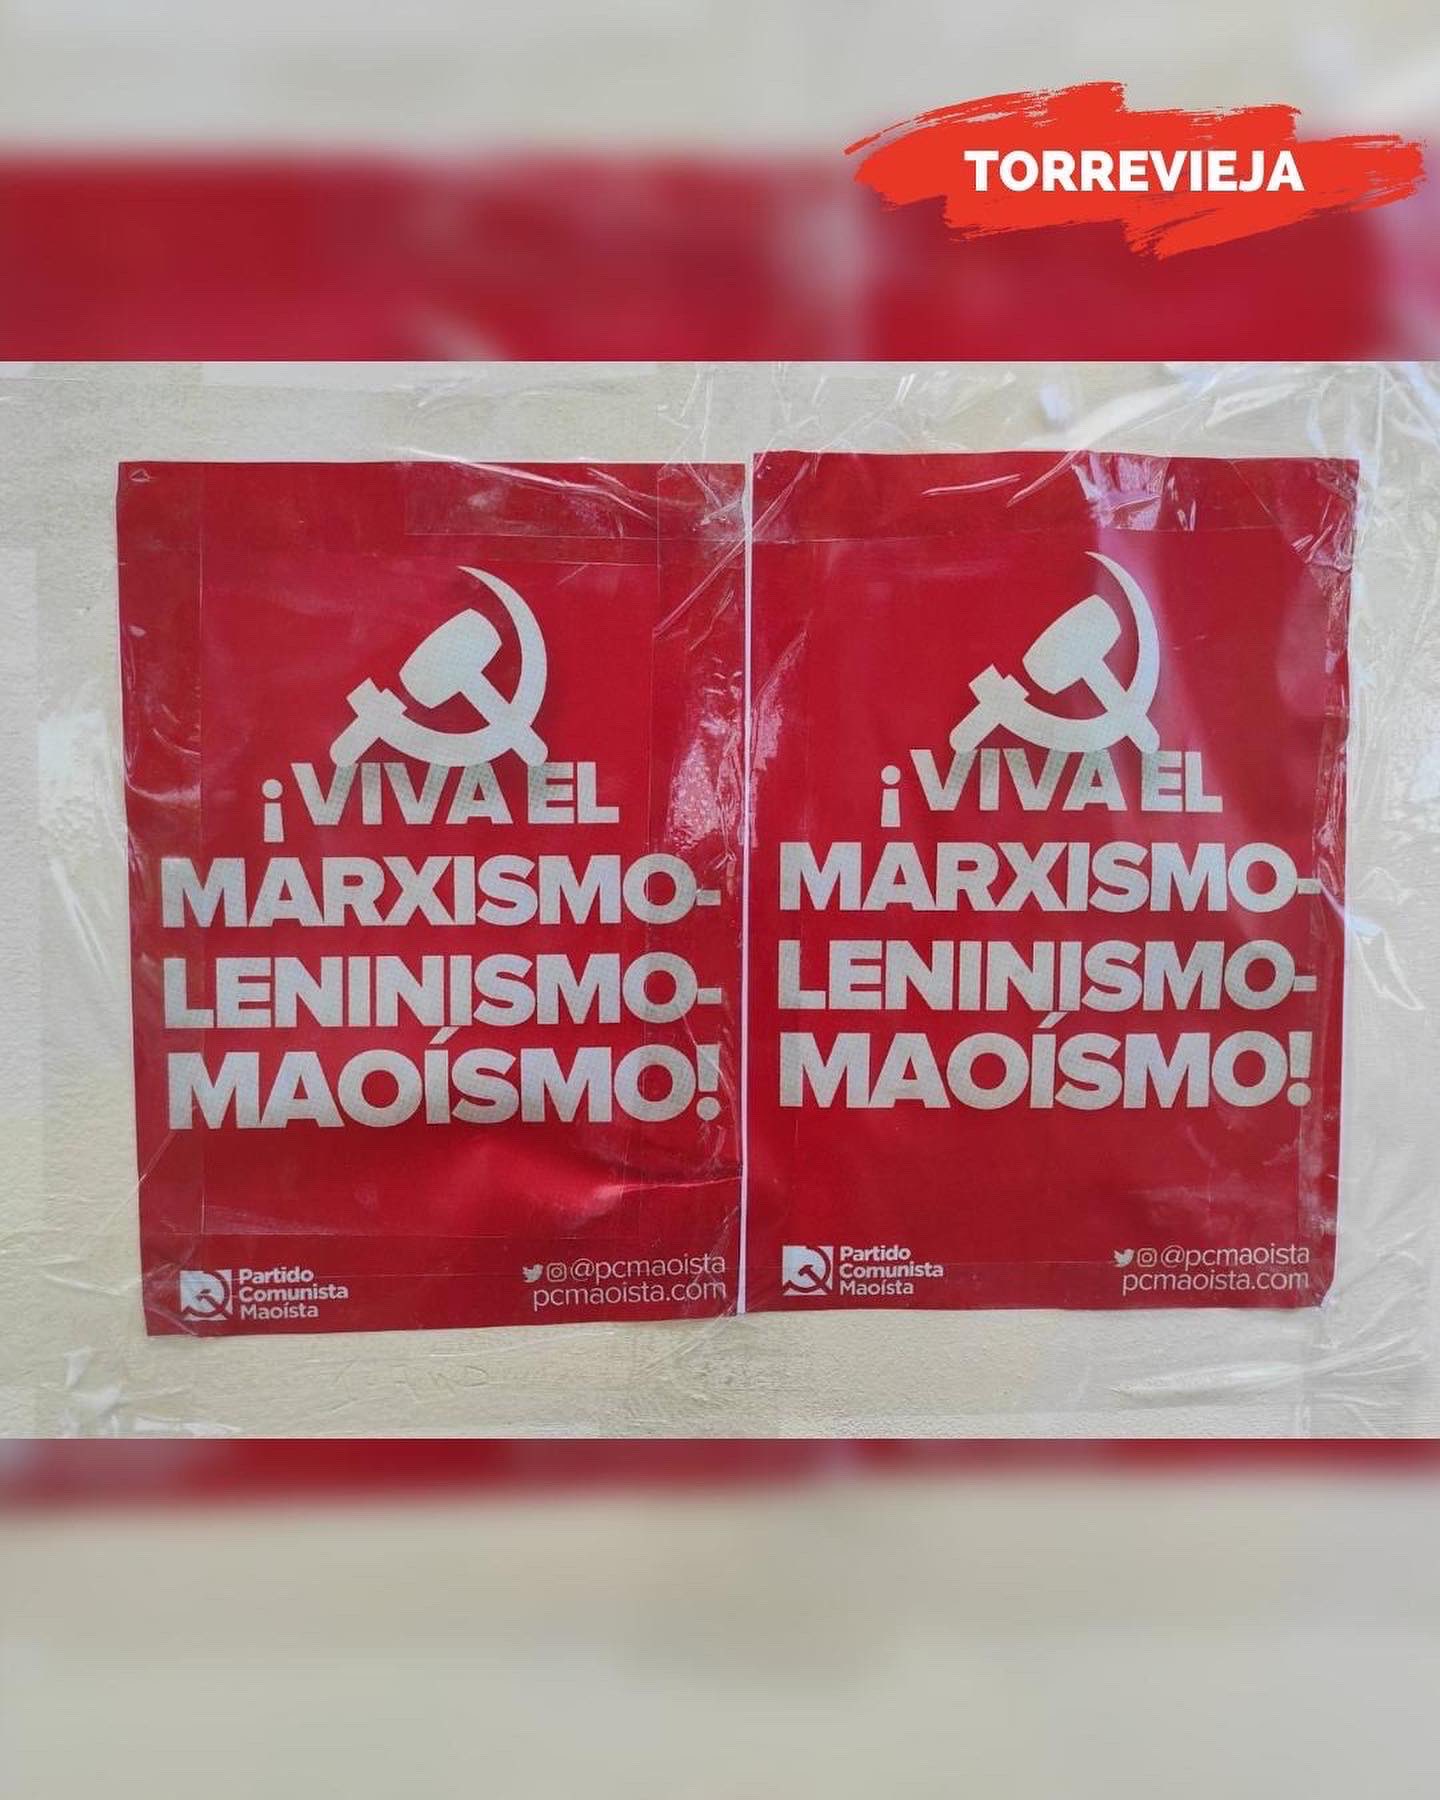 TORREVIEJA
¡VIVA EL
MARXISMO-
LENINISMO-
MAOÍSMO!
Partido
Comunista
Maoísta
@pcmaoista
pcmaoista.com
¡VIVA EL
MARXISMO-
LENINISMO-
MAOÍSMO!
Partido
Comunista
Maoísta
@pcmaoista
pcmaoista.com